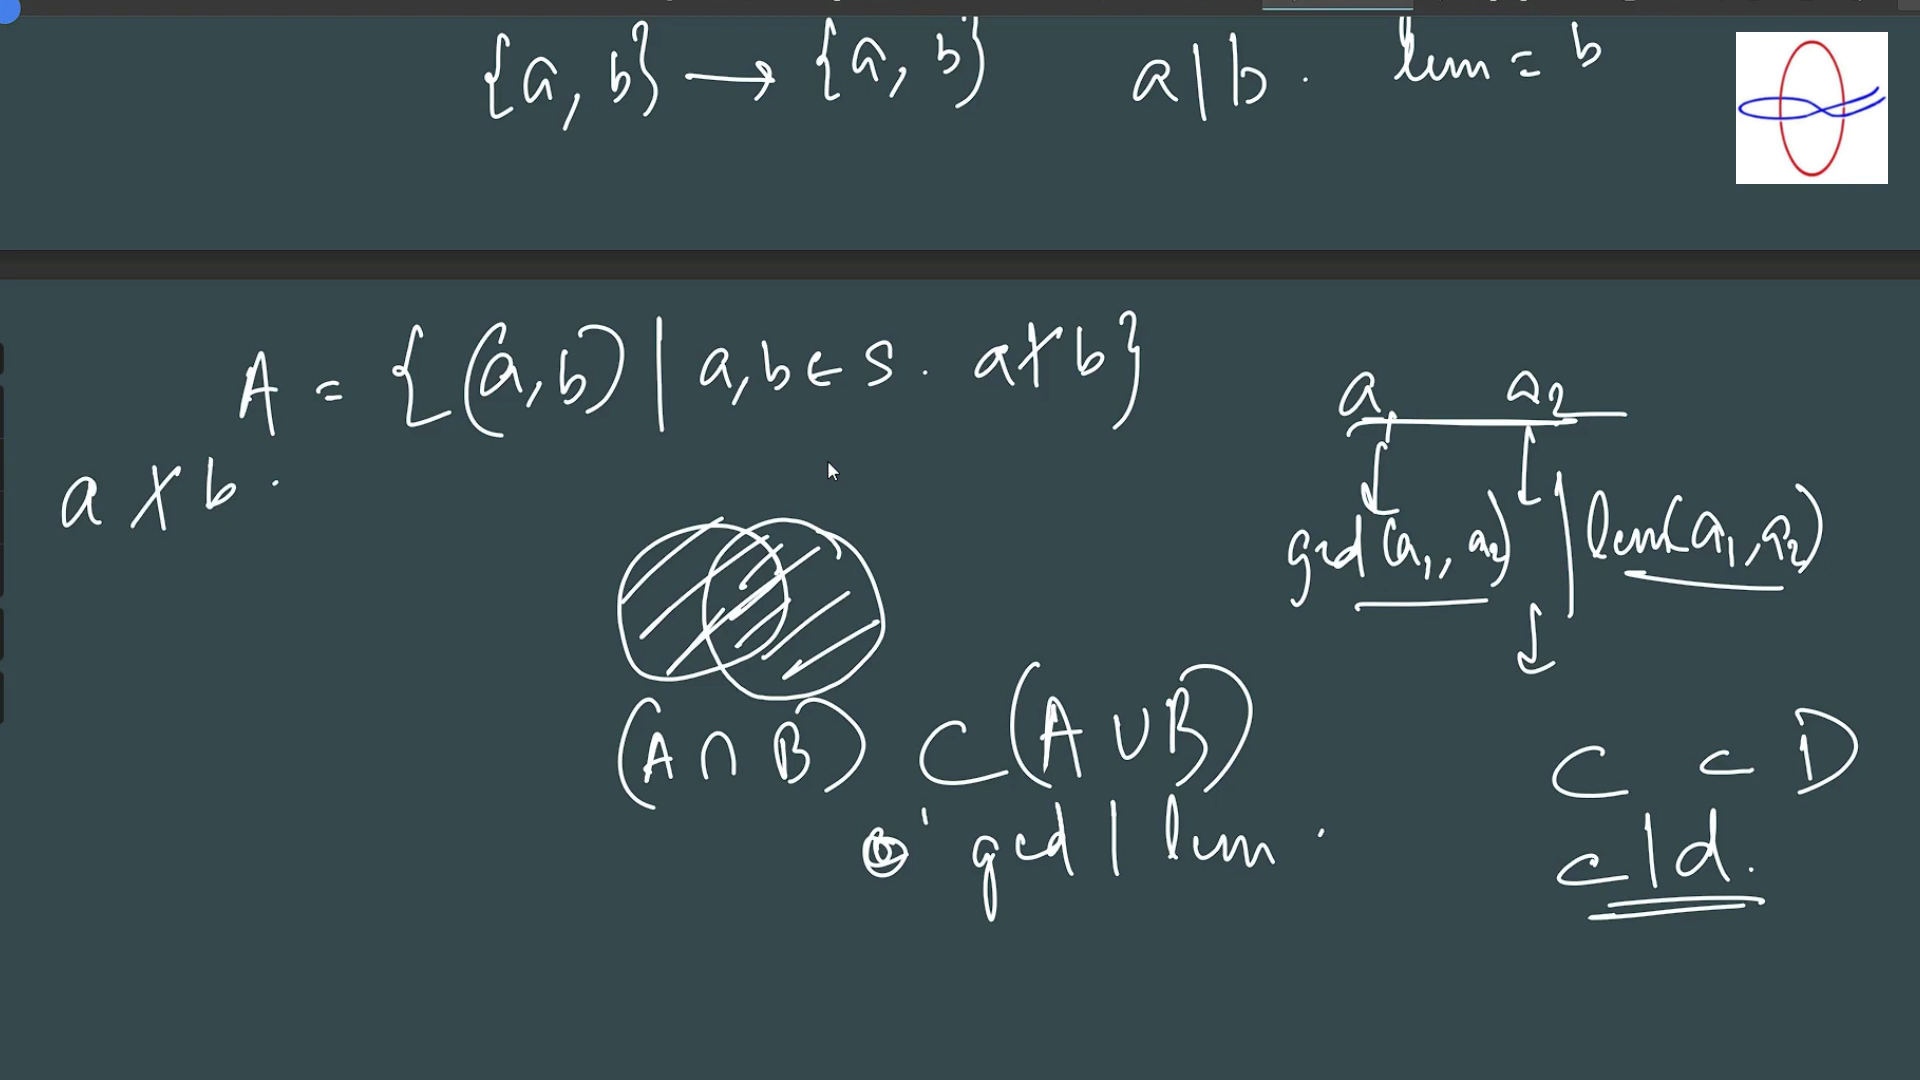 {a, b} → {a, b} a | b . lcm = b
A = {(a, b) | a, b ∈ S . a ∤ b}
a ∤ b .
a₁ a₂
gcd(a₁, a₂) | lcm(a₁, a₂)
(A ∩ B) ⊂ (A ∪ B)
gcd | lcm .
C ⊂ D
c | d .